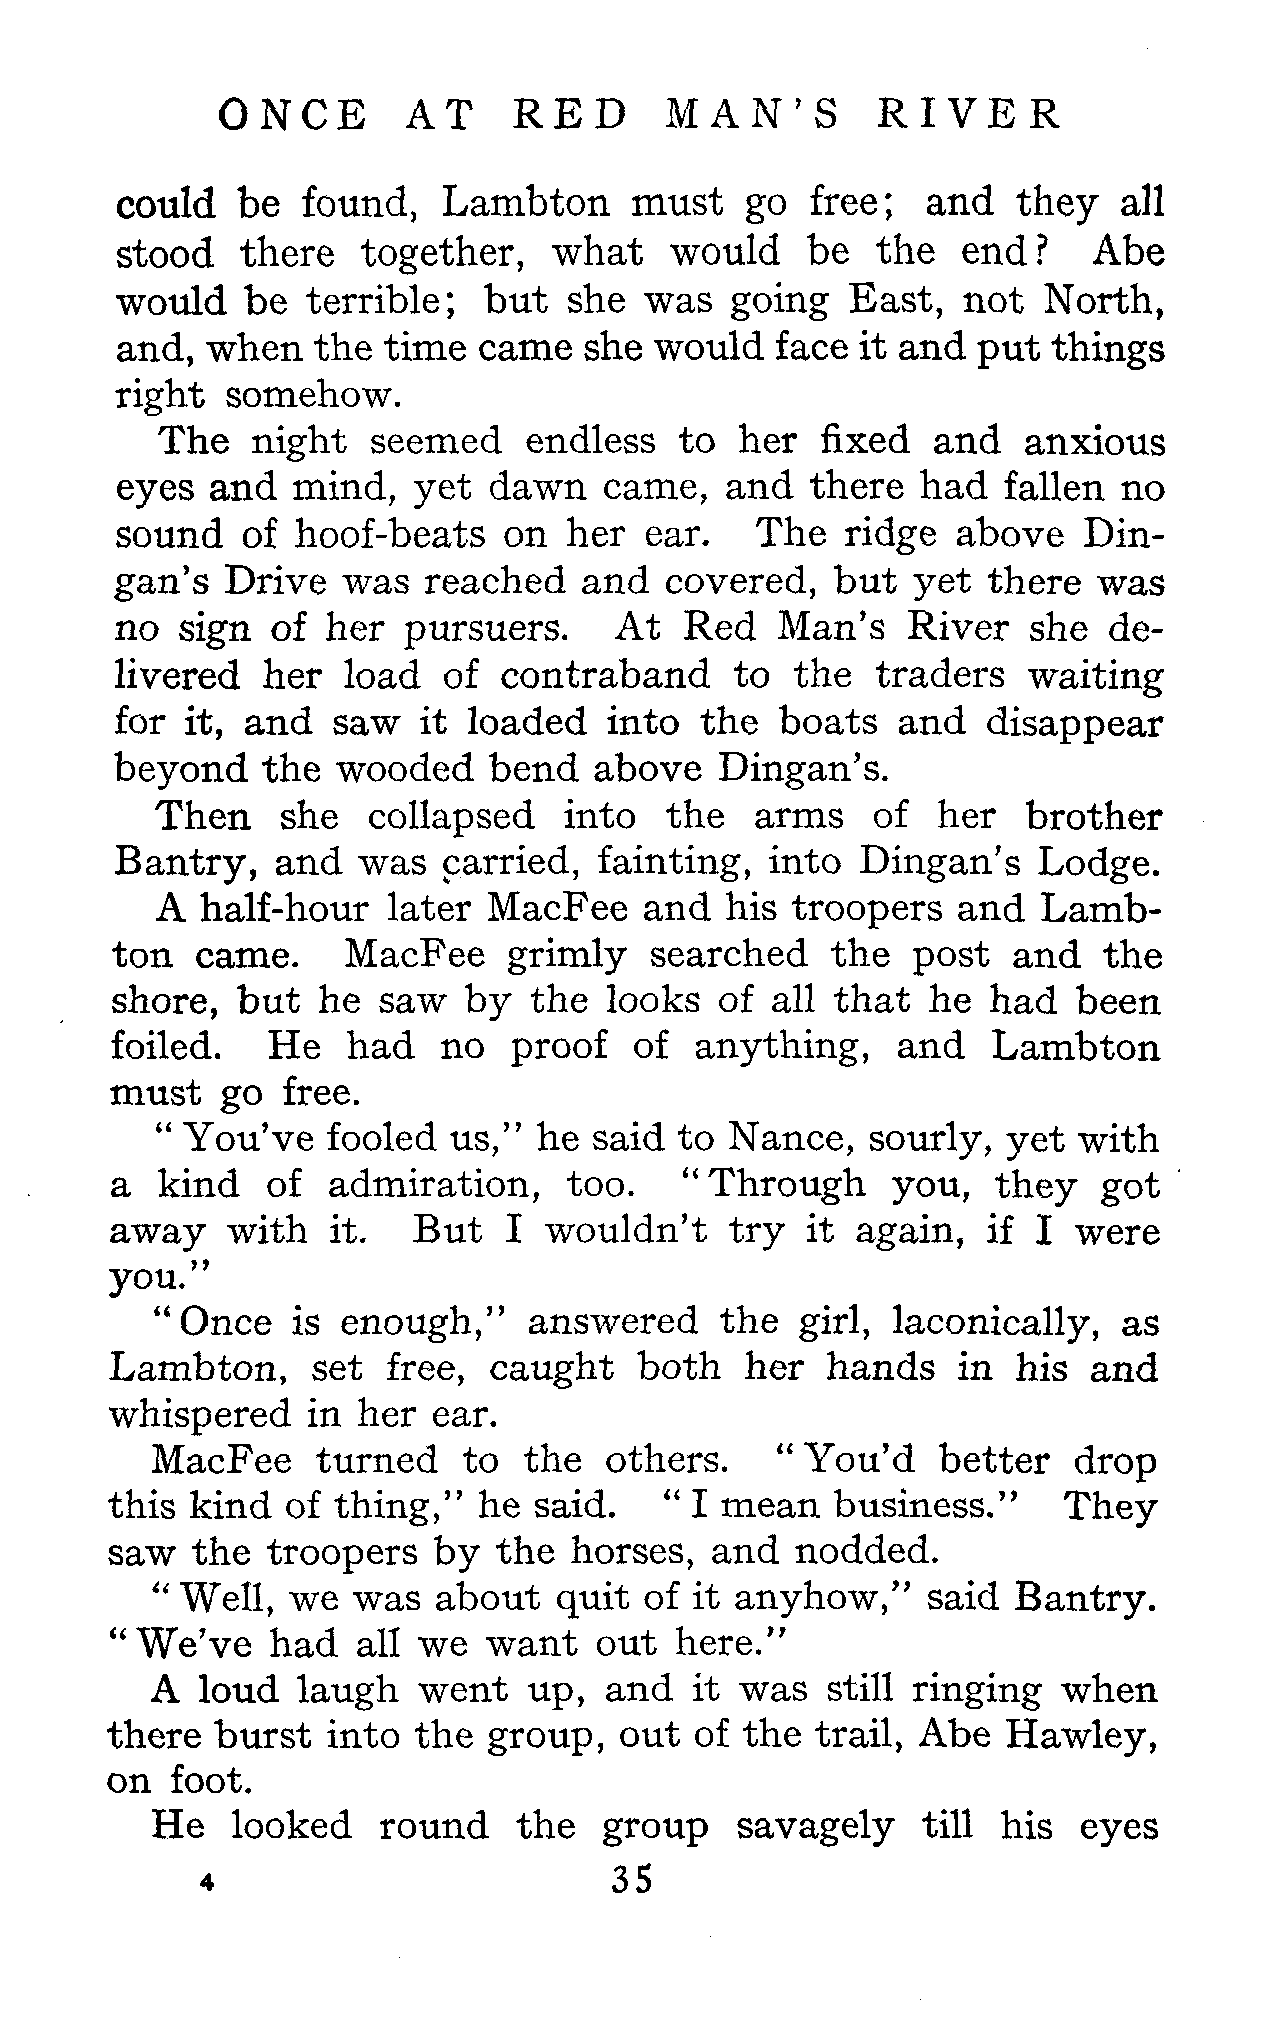 ONCE AT RED MAN'S RIVER
could be found, Lambton must go free; and they all
stood there together, what would be the end? Abe
would be terrible; but she was going East, not North,
and, when the time came she would face it and put things
right somehow.
The night seemed endless to her fixed and anxious
eyes and mind, yet dawn came, and there had fallen no
sound of hoof-beats on her ear. The ridge above Din-
gan's Drive was reached and covered, but yet there was
no sign of her pursuers. At Red Man's River she de-
livered her load of contraband to the traders waiting
for it, and saw it loaded into the boats and disappear
beyond the wooded bend above Dingan's.
Then she collapsed into the arms of her brother
Bantry, and was carried, fainting, into Dingan's Lodge.
A half-hour later MacFee and his troopers and Lamb-
ton came. MacFee grimly searched the post and the
shore, but he saw by the looks of all that he had been
foiled. He had no proof of anything, and Lambton
must go free.
"You've fooled us," he said to Nance, sourly, yet with
a kind of admiration, too. "Through you, they got
away with it. But I wouldn't try it again, if I were
you."
"Once is enough," answered the girl, laconically, as
Lambton, set free, caught both her hands in his and
whispered in her ear.
MacFee turned to the others. "You'd better drop
this kind of thing," he said. "I mean business." They
saw the troopers by the horses, and nodded.
"Well, we was about quit of it anyhow," said Bantry.
"We've had all we want out here."
A loud laugh went up, and it was still ringing when
there burst into the group, out of the trail, Abe Hawley,
on foot.
He looked round the group savagely till his eyes
4 35